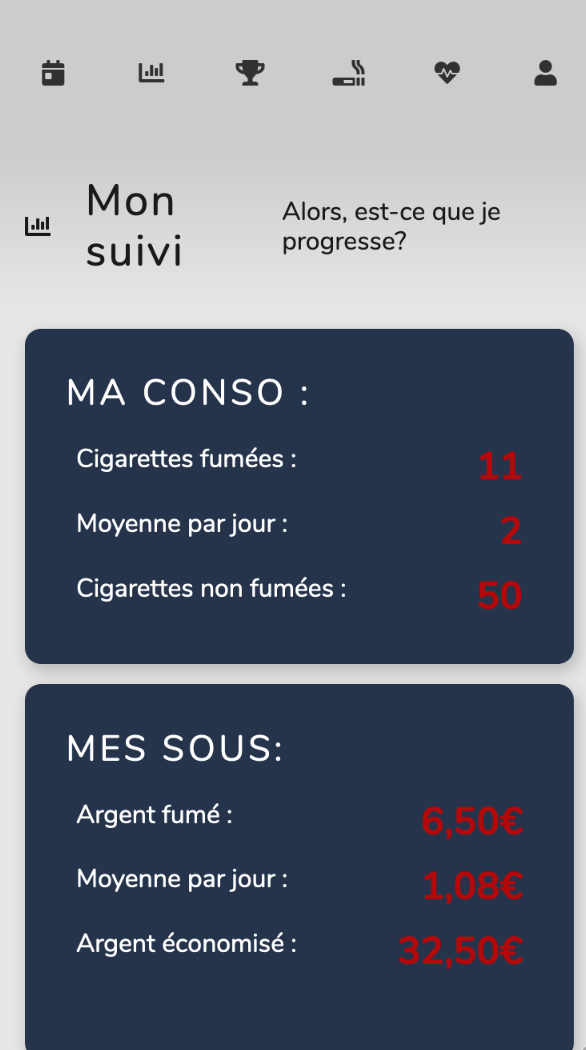 Mon
suivi
Alors, est-ce que je
progresse?
MA CONSO :
Cigarettes fumées : 11
Moyenne par jour : 2
Cigarettes non fumées : 50
MES SOUS:
Argent fumé : 6,50€
Moyenne par jour : 1,08€
Argent économisé : 32,50€